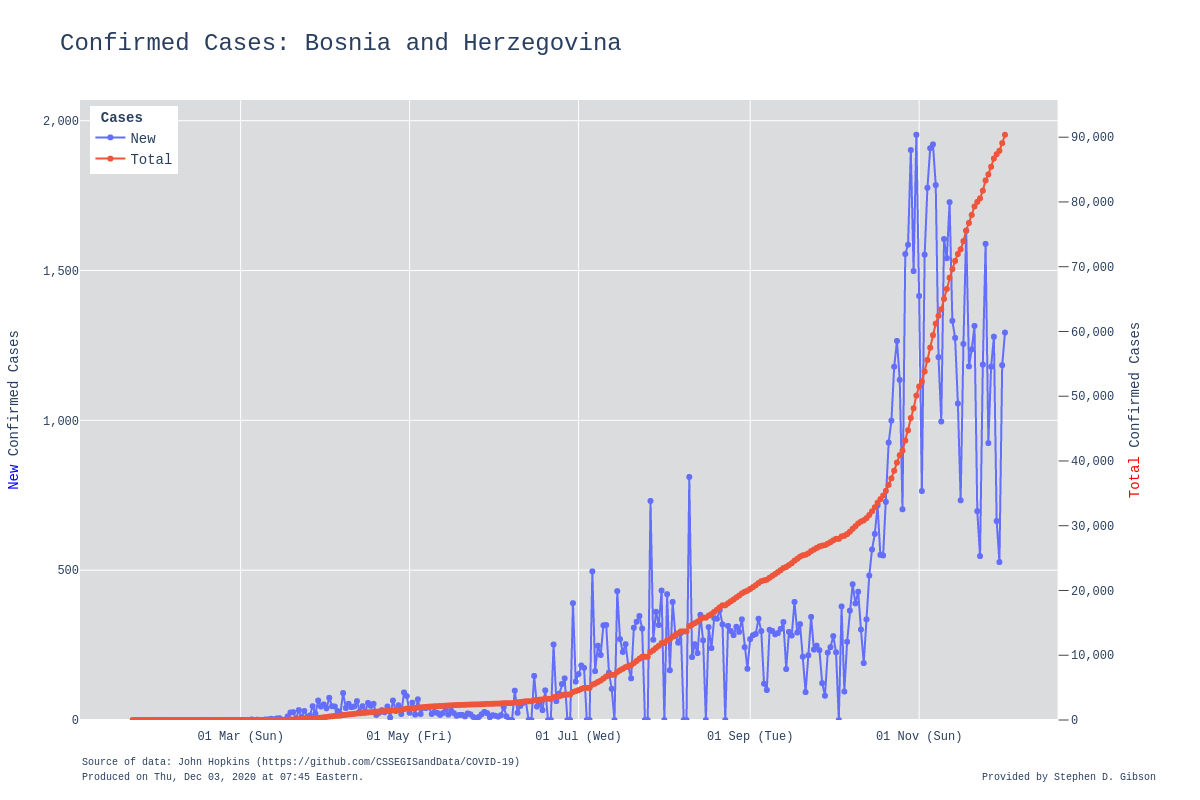 Confirmed Cases: Bosnia and Herzegovina
Cases
New
Total
2,000
1,500
1,000
500
0
90,000
80,000
70,000
60,000
50,000
40,000
30,000
20,000
10,000
0
New Confirmed Cases
Total Confirmed Cases
01 Mar (Sun)
01 May (Fri)
01 Jul (Wed)
01 Sep (Tue)
01 Nov (Sun)
Source of data: John Hopkins (https://github.com/CSSEGISandData/COVID-19)
Produced on Thu, Dec 03, 2020 at 07:45 Eastern.
Provided by Stephen D. Gibson